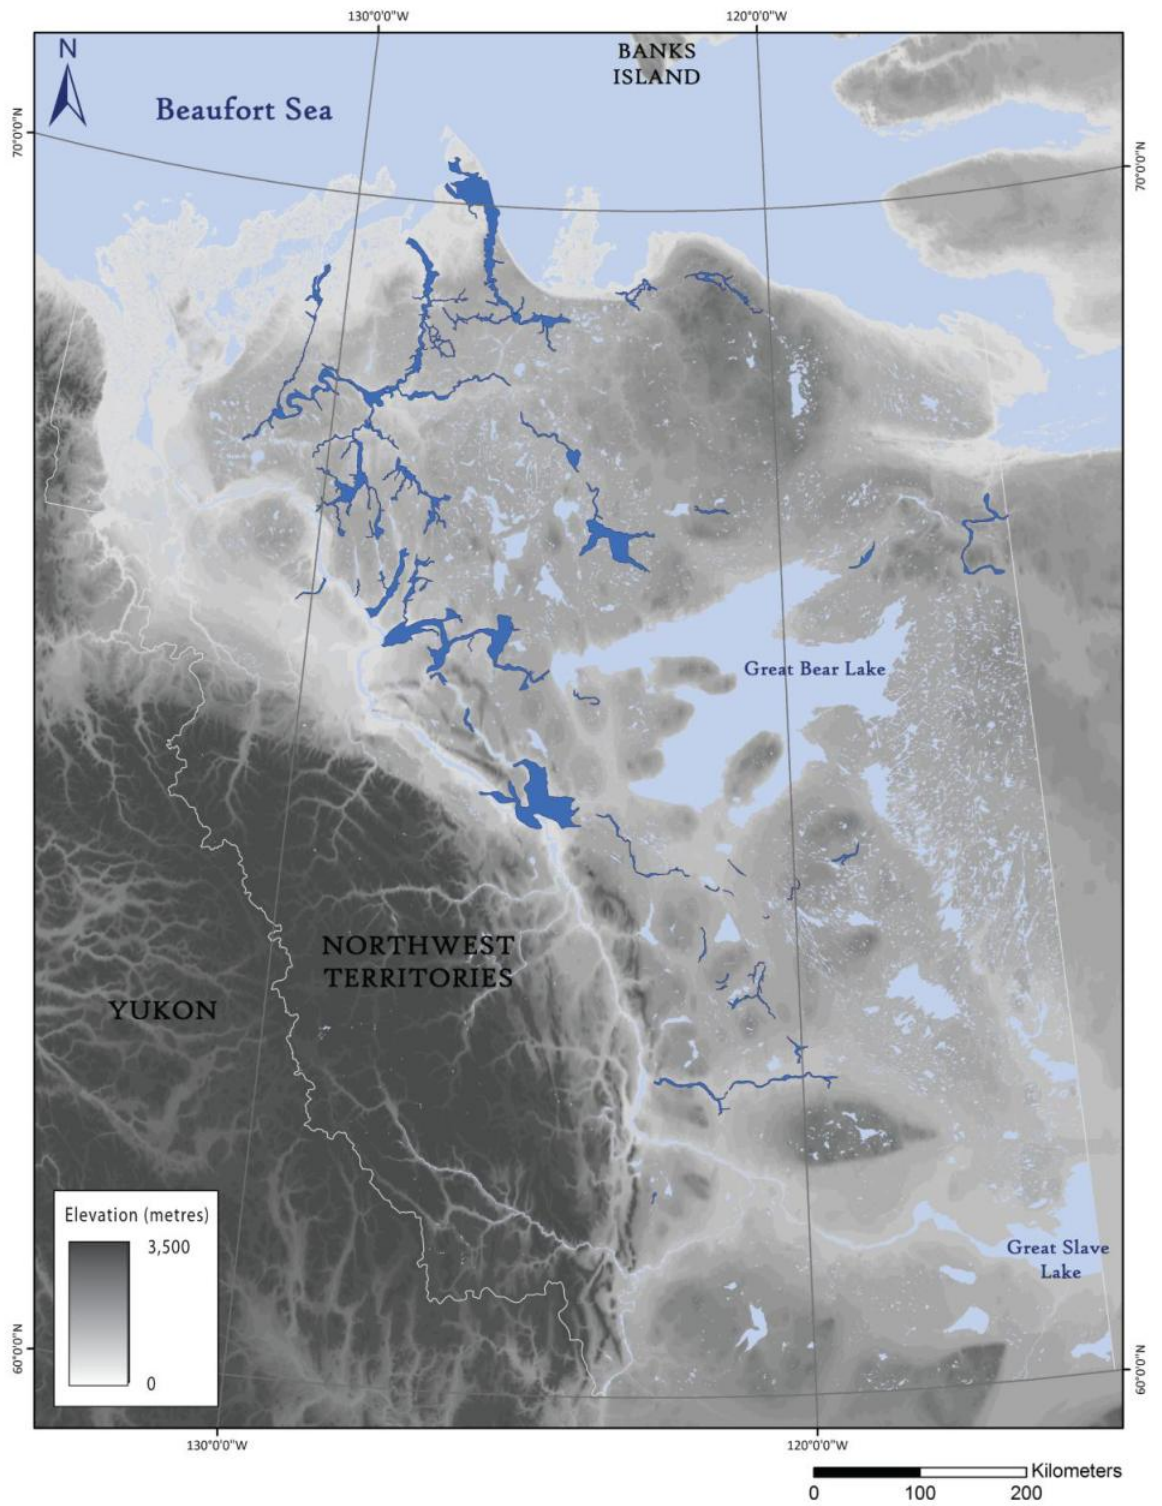 130°0'0"W
120°0'0"W
N
BANKS
ISLAND
Beaufort Sea
70°0'0"N
70°0'0"N
Great Bear Lake
NORTHWEST
TERRITORIES
YUKON
Elevation (metres)
3,500
0
Great Slave
Lake
60°0'0"N
60°0'0"N
130°0'0"W
120°0'0"W
Kilometers
0
100
200